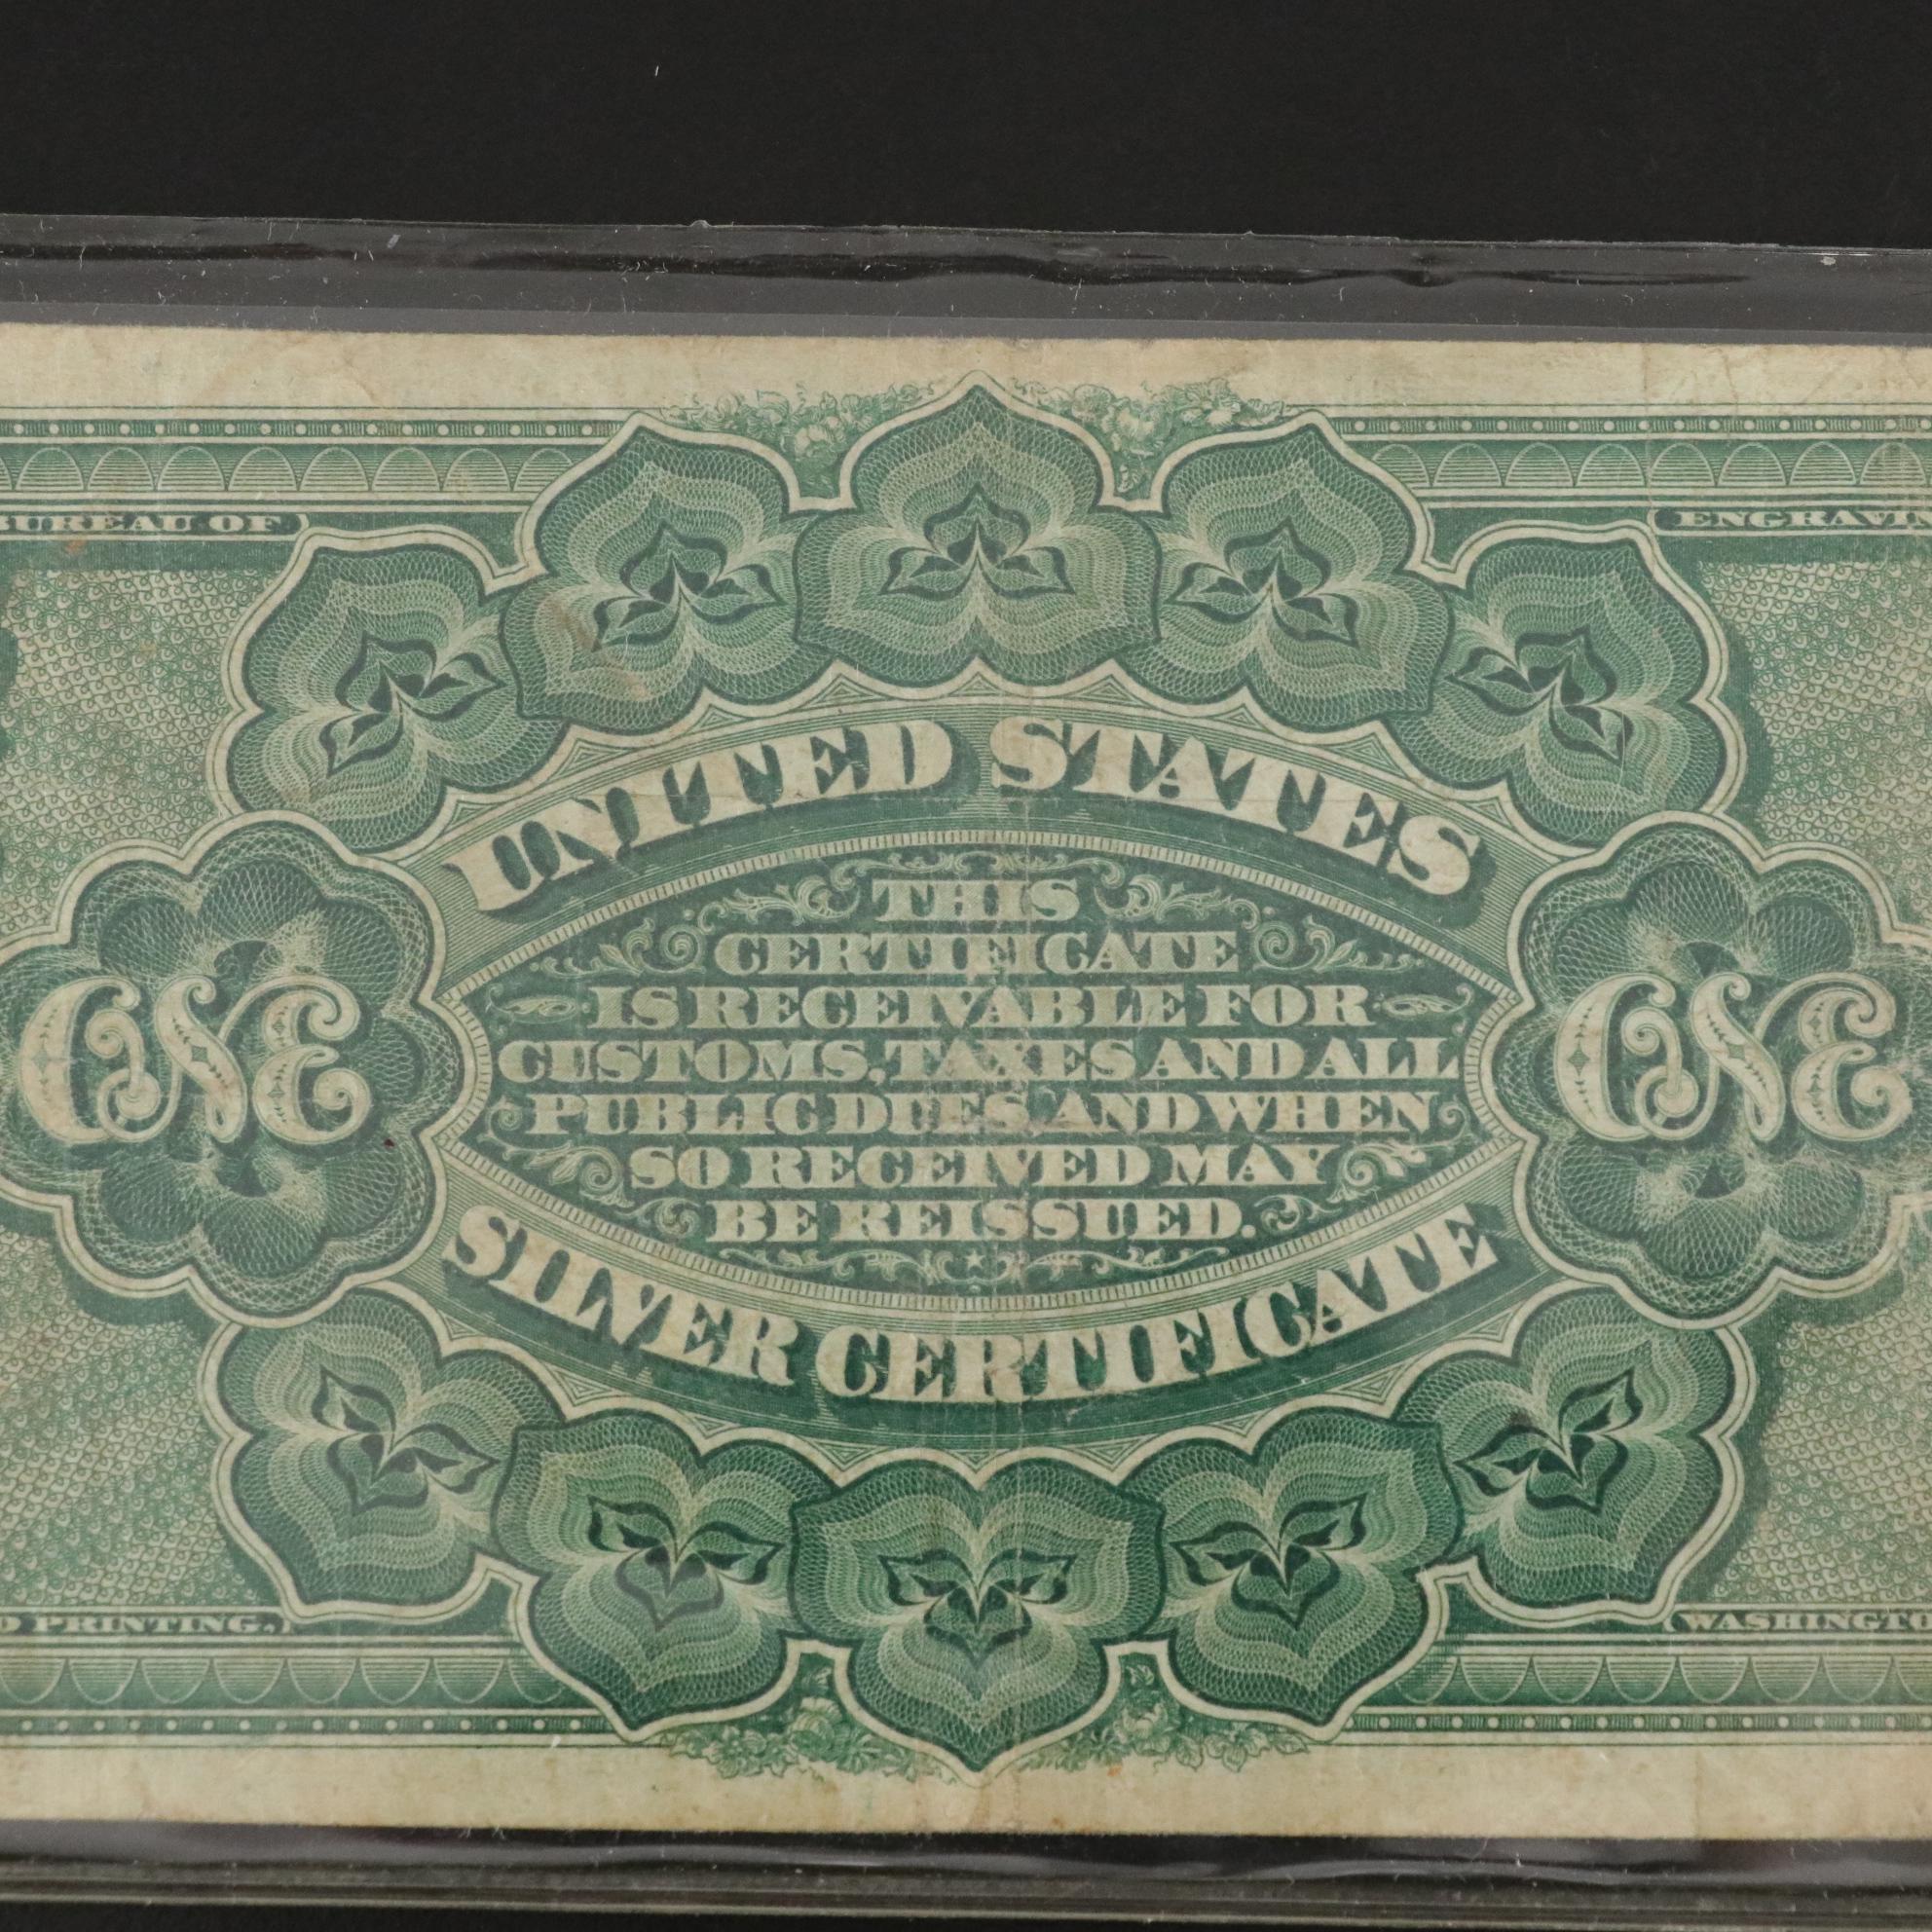 BUREAU OF
ENGRAVIN
UNITED STATES
THIS
CERTIFICATE
IS RECEIVABLE FOR
CUSTOMS, TAXES AND ALL
PUBLIC DUES AND WHEN
SO RECEIVED MAY
BE REISSUED.
ONE
ONE
SILVER CERTIFICATE
D PRINTING,
WASHINGTO